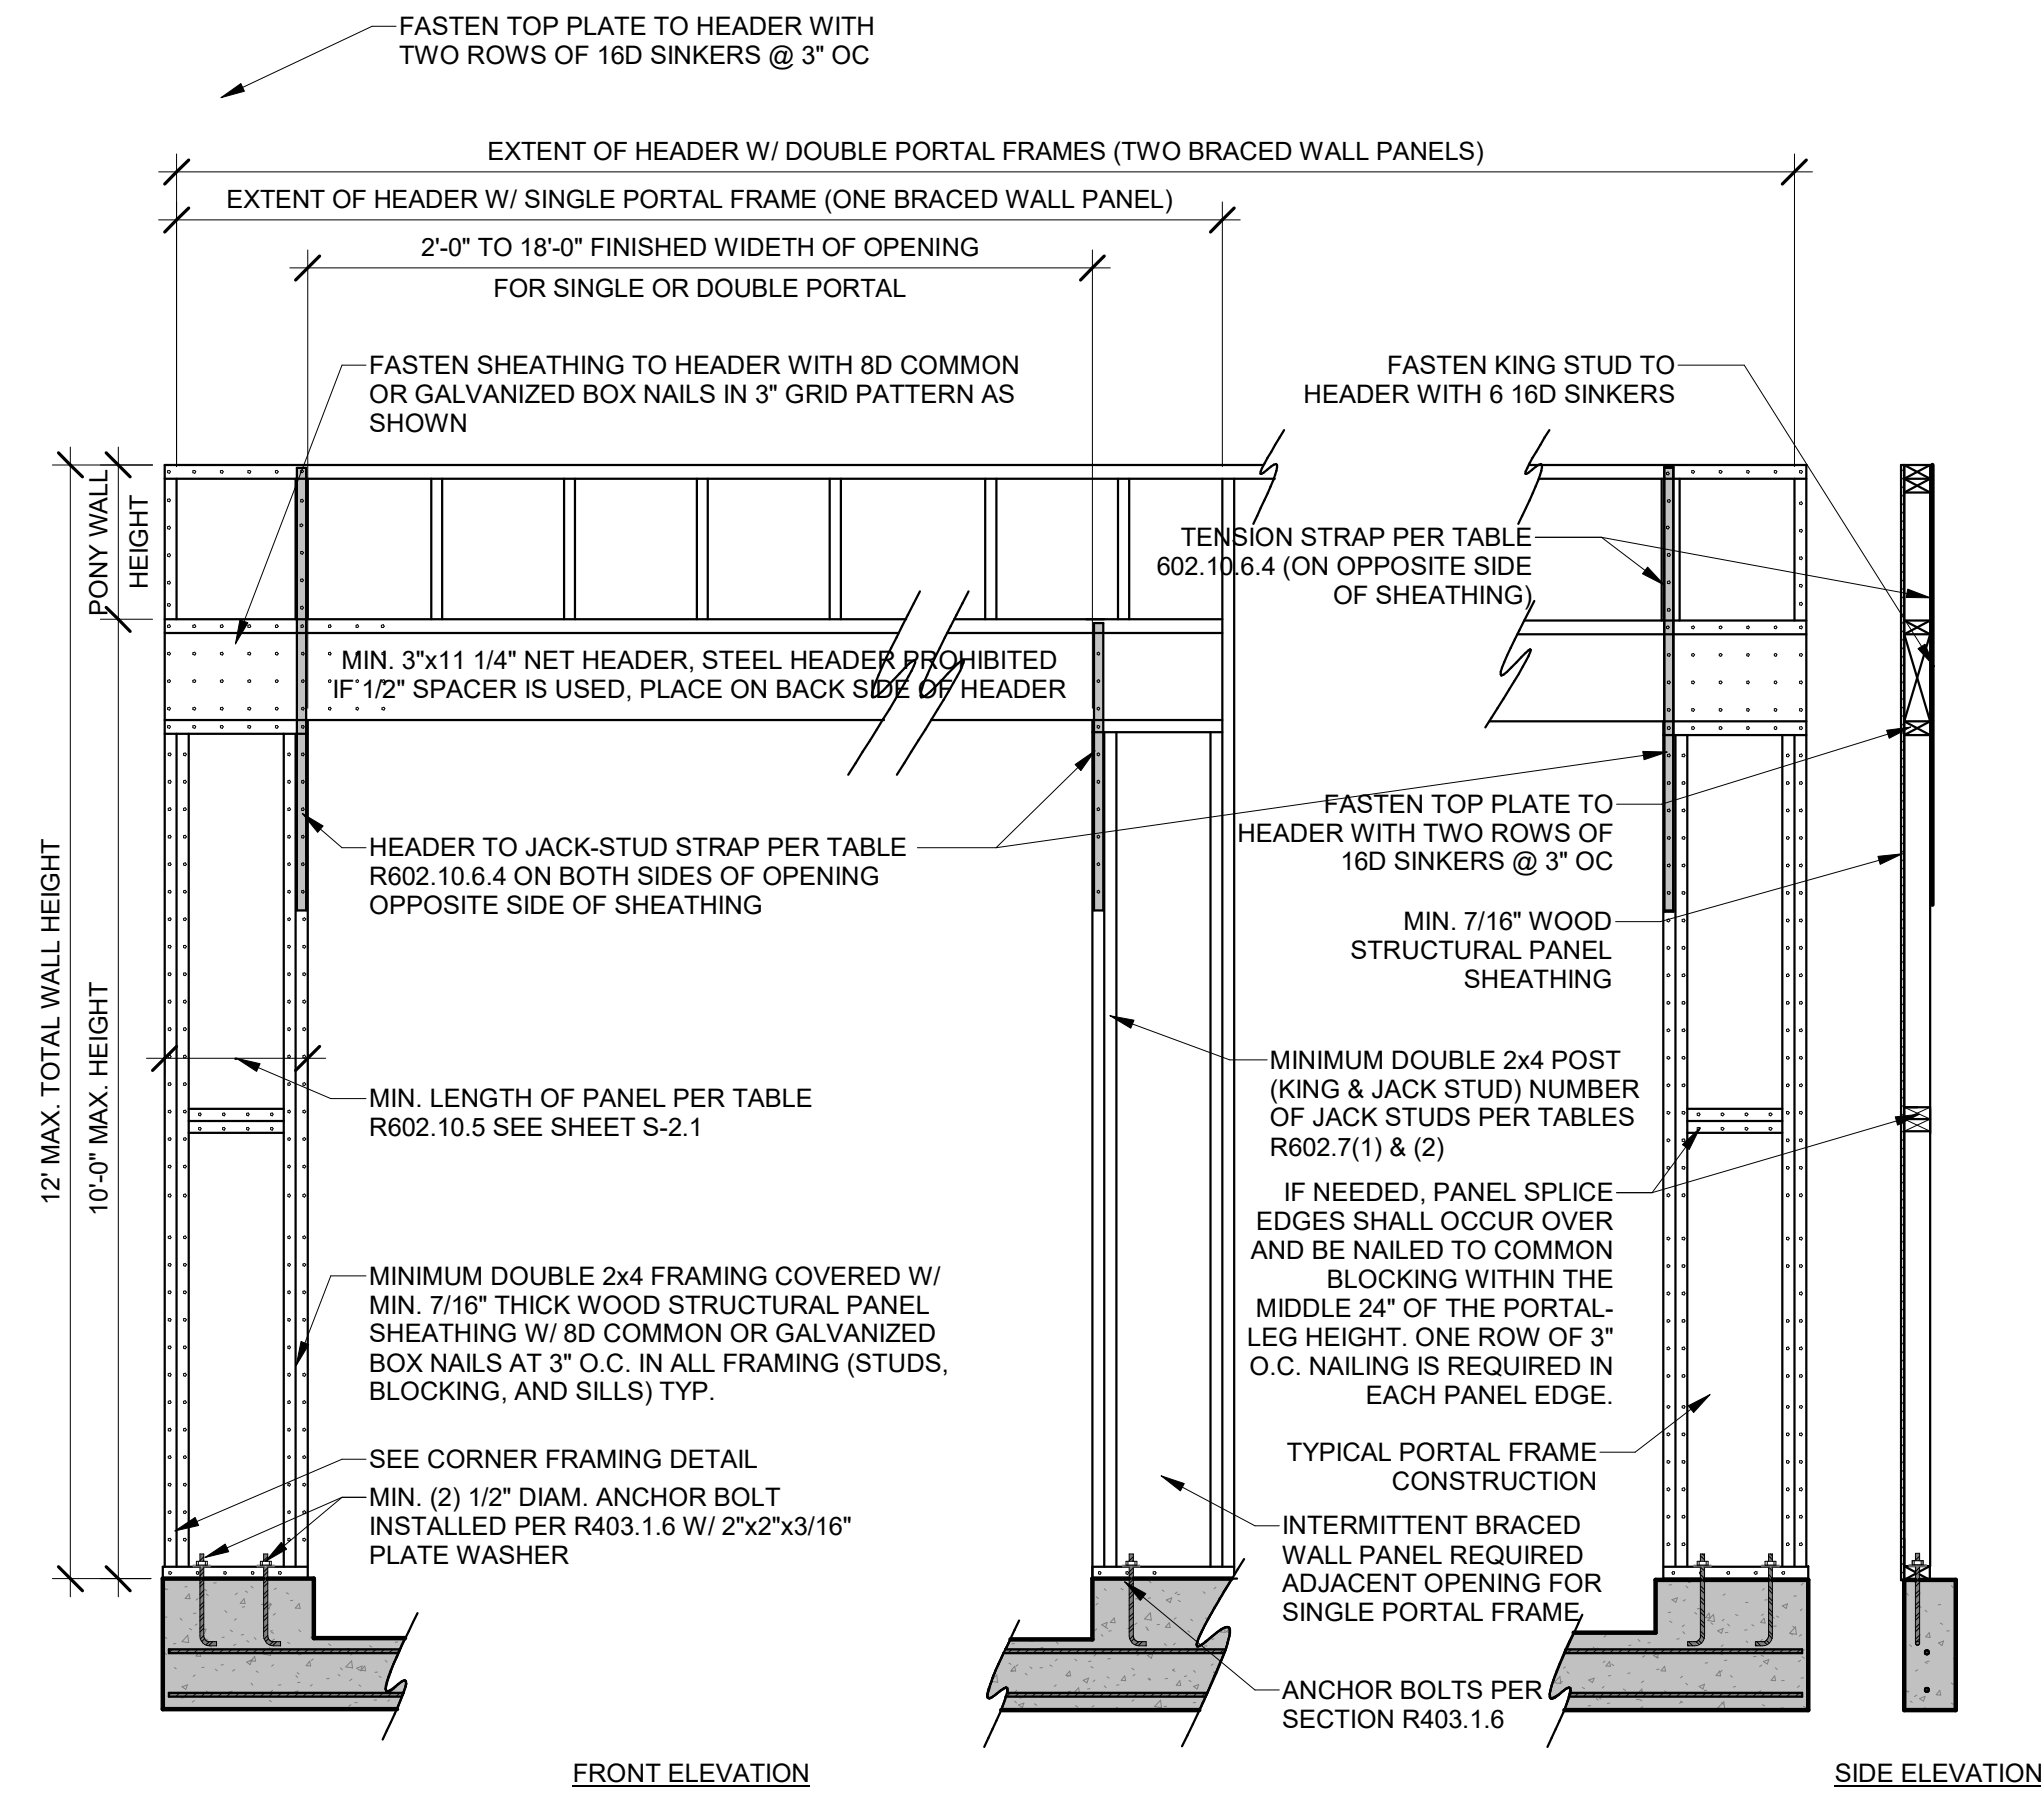 FASTEN TOP PLATE TO HEADER WITH
TWO ROWS OF 16D SINKERS @ 3" OC
EXTENT OF HEADER W/ DOUBLE PORTAL FRAMES (TWO BRACED WALL PANELS)
EXTENT OF HEADER W/ SINGLE PORTAL FRAME (ONE BRACED WALL PANEL)
2'-0" TO 18'-0" FINISHED WIDETH OF OPENING
FOR SINGLE OR DOUBLE PORTAL
FASTEN SHEATHING TO HEADER WITH 8D COMMON
OR GALVANIZED BOX NAILS IN 3" GRID PATTERN AS
SHOWN
FASTEN KING STUD TO
HEADER WITH 6 16D SINKERS
PONY WALL
HEIGHT
TENSION STRAP PER TABLE
602.10.6.4 (ON OPPOSITE SIDE
OF SHEATHING)
MIN. 3"x11 1/4" NET HEADER, STEEL HEADER PROHIBITED
IF 1/2" SPACER IS USED, PLACE ON BACK SIDE OF HEADER
12' MAX. TOTAL WALL HEIGHT
10'-0" MAX. HEIGHT
HEADER TO JACK-STUD STRAP PER TABLE
R602.10.6.4 ON BOTH SIDES OF OPENING
OPPOSITE SIDE OF SHEATHING
FASTEN TOP PLATE TO
HEADER WITH TWO ROWS OF
16D SINKERS @ 3" OC
MIN. 7/16" WOOD
STRUCTURAL PANEL
SHEATHING
MIN. LENGTH OF PANEL PER TABLE
R602.10.5 SEE SHEET S-2.1
MINIMUM DOUBLE 2x4 POST
(KING & JACK STUD) NUMBER
OF JACK STUDS PER TABLES
R602.7(1) & (2)
IF NEEDED, PANEL SPLICE
EDGES SHALL OCCUR OVER
AND BE NAILED TO COMMON
BLOCKING WITHIN THE
MIDDLE 24" OF THE PORTAL-
LEG HEIGHT. ONE ROW OF 3"
O.C. NAILING IS REQUIRED IN
EACH PANEL EDGE.
MINIMUM DOUBLE 2x4 FRAMING COVERED W/
MIN. 7/16" THICK WOOD STRUCTURAL PANEL
SHEATHING W/ 8D COMMON OR GALVANIZED
BOX NAILS AT 3" O.C. IN ALL FRAMING (STUDS,
BLOCKING, AND SILLS) TYP.
TYPICAL PORTAL FRAME
CONSTRUCTION
SEE CORNER FRAMING DETAIL
MIN. (2) 1/2" DIAM. ANCHOR BOLT
INSTALLED PER R403.1.6 W/ 2"x2"x3/16"
PLATE WASHER
INTERMITTENT BRACED
WALL PANEL REQUIRED
ADJACENT OPENING FOR
SINGLE PORTAL FRAME
ANCHOR BOLTS PER
SECTION R403.1.6
FRONT ELEVATION
SIDE ELEVATION